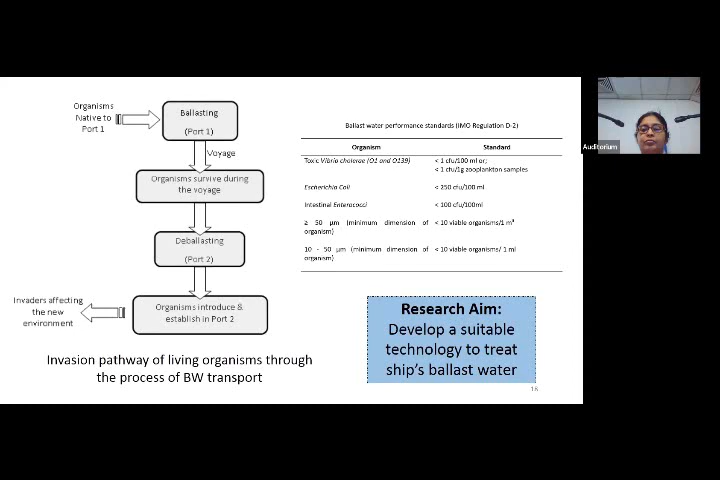 Organisms
Native to
Port 1
Ballasting
(Port 1)
Voyage
Organisms survive during
the voyage
Deballasting
(Port 2)
Invaders affecting
the new
environment
Organisms introduce &
establish in Port 2
Invasion pathway of living organisms through
the process of BW transport
Ballast water performance standards (IMO Regulation D-2)
Organism Standard
Toxic Vibrio cholerae (O1 and O139) < 1 cfu/100 ml or;
< 1 cfu/1g zooplankton samples
Escherichia Coli < 250 cfu/100 ml
Intestinal Enterococci < 100 cfu/100ml
≥ 50 μm (minimum dimension of < 10 viable organisms/1 m³
organism)
10 - 50 μm (minimum dimension of < 10 viable organisms/ 1 ml
organism)
Research Aim:
Develop a suitable
technology to treat
ship's ballast water
18
Auditorium